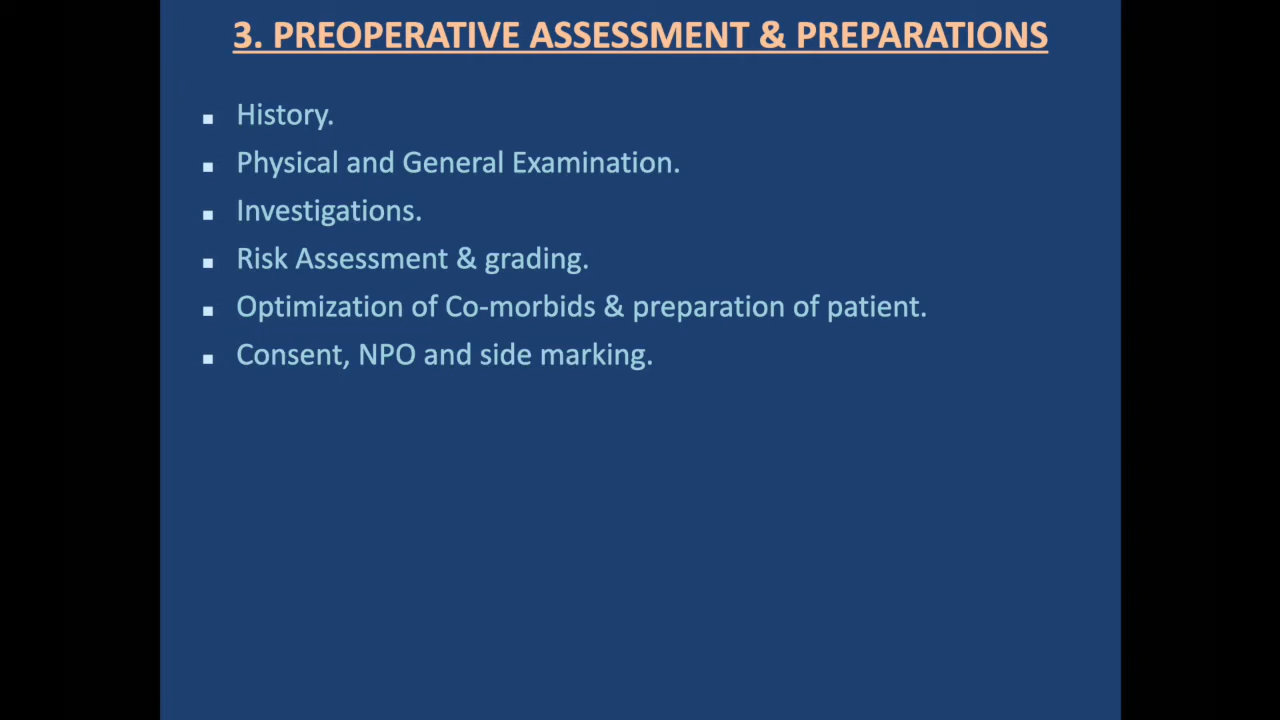 3. PREOPERATIVE ASSESSMENT & PREPARATIONS
▪ History.
▪ Physical and General Examination.
▪ Investigations.
▪ Risk Assessment & grading.
▪ Optimization of Co-morbids & preparation of patient.
▪ Consent, NPO and side marking.